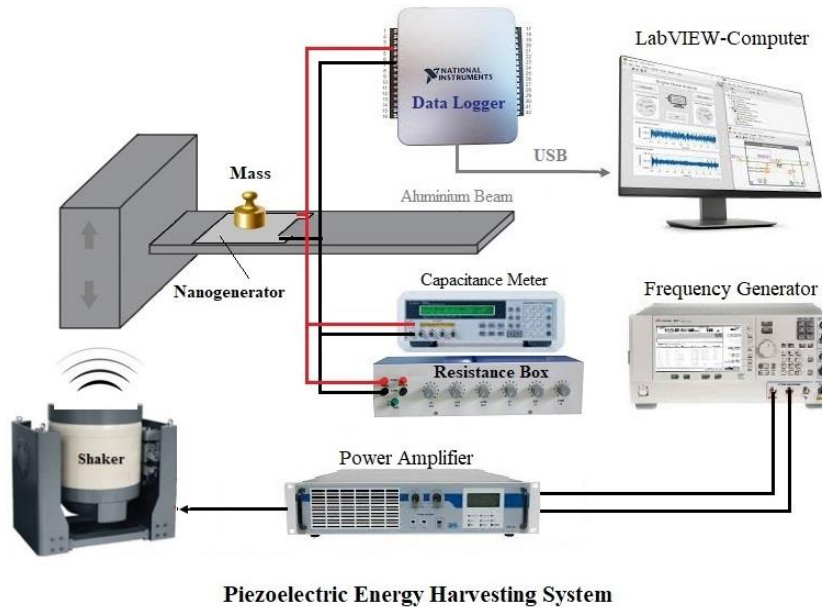 LabVIEW-Computer
NATIONAL
INSTRUMENTS
Data Logger
USB
Mass
Aluminium Beam
Nanogenerator
Capacitance Meter
Frequency Generator
Resistance Box
Shaker
Power Amplifier
Piezoelectric Energy Harvesting System